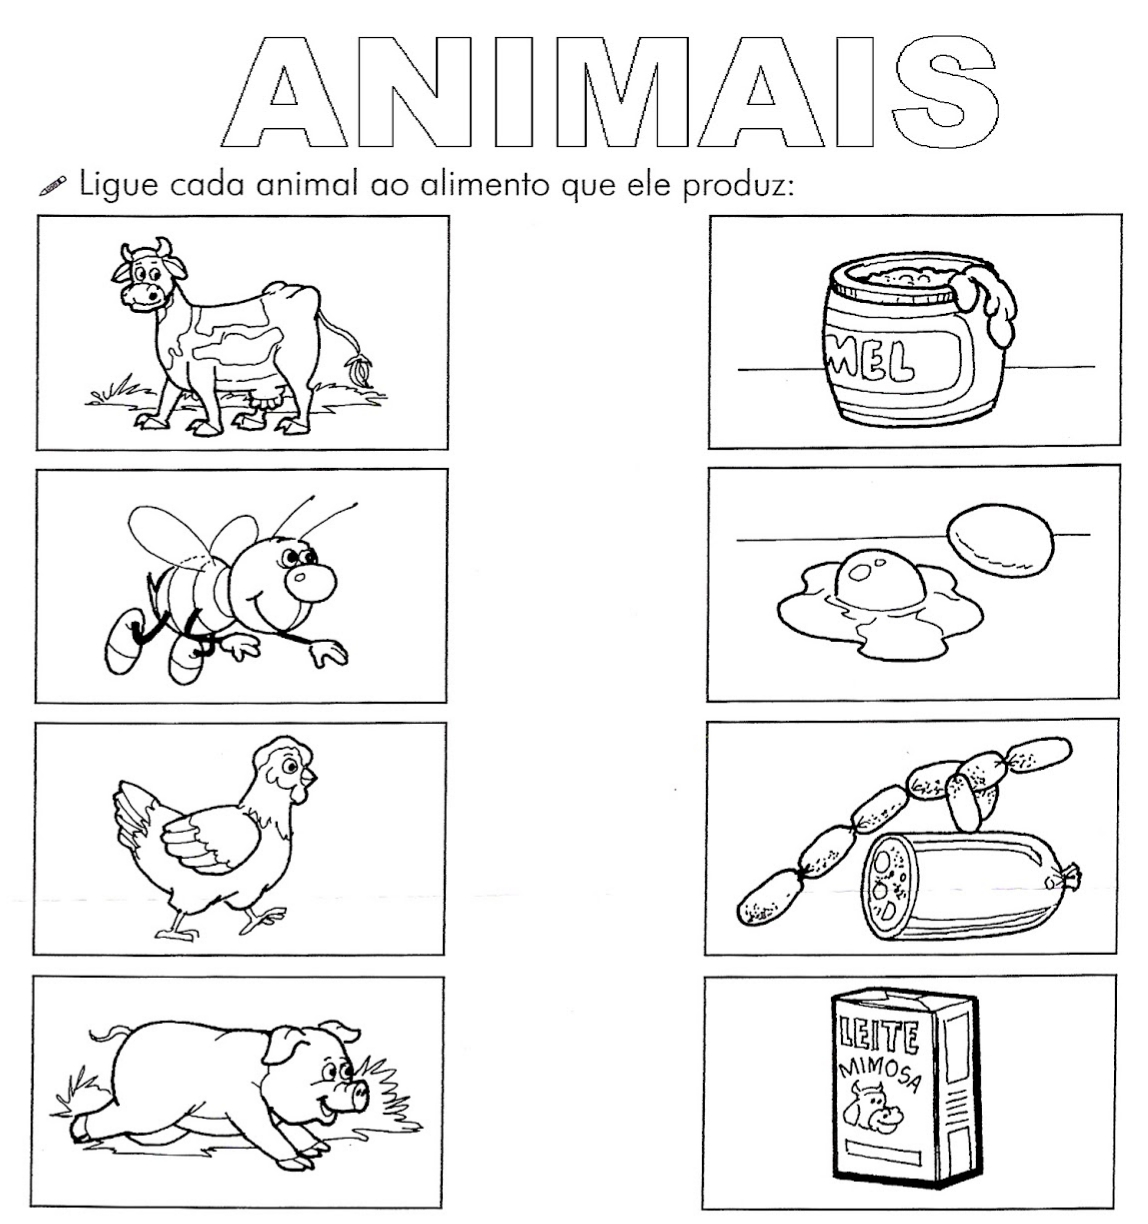 ANIMAIS
Ligue cada animal ao alimento que ele produz:
MEL
LEITE
MIMOSA